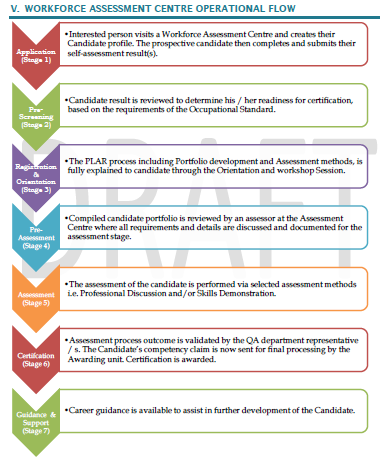 V. WORKFORCE ASSESSMENT CENTRE OPERATIONAL FLOW
Application
(Stage 1)
•Interested person visits a Workforce Assessment Centre and creates their
Candidate profile. The prospective candidate then completes and submits their
self-assessment result(s).
Pre-
Screening
(Stage 2)
•Candidate result is reviewed to determine his / her readiness for certification,
based on the requirements of the Occupational Standard.
Registration
&
Orientation
(Stage 3)
•The PLAR process including Portfolio development and Assessment methods, is
fully explained to candidate through the Orientation and workshop Session.
Pre-
Assessment
(Stage 4)
•Compiled candidate portfolio is reviewed by an assessor at the Assessment
Centre where all requirements and details are discussed and documented for the
assessment stage.
Assessment
(Stage 5)
•The assessment of the candidate is performed via selected assessment methods
i.e. Professional Discussion and/or Skills Demonstration.
Certifcation
(Stage 6)
•Assessment process outcome is validated by the QA department representative
/ s. The Candidate's competency claim is now sent for final processing by the
Awarding unit. Certification is awarded.
Guidance &
Support
(Stage 7)
•Career guidance is available to assist in further development of the Candidate.
DRAFT